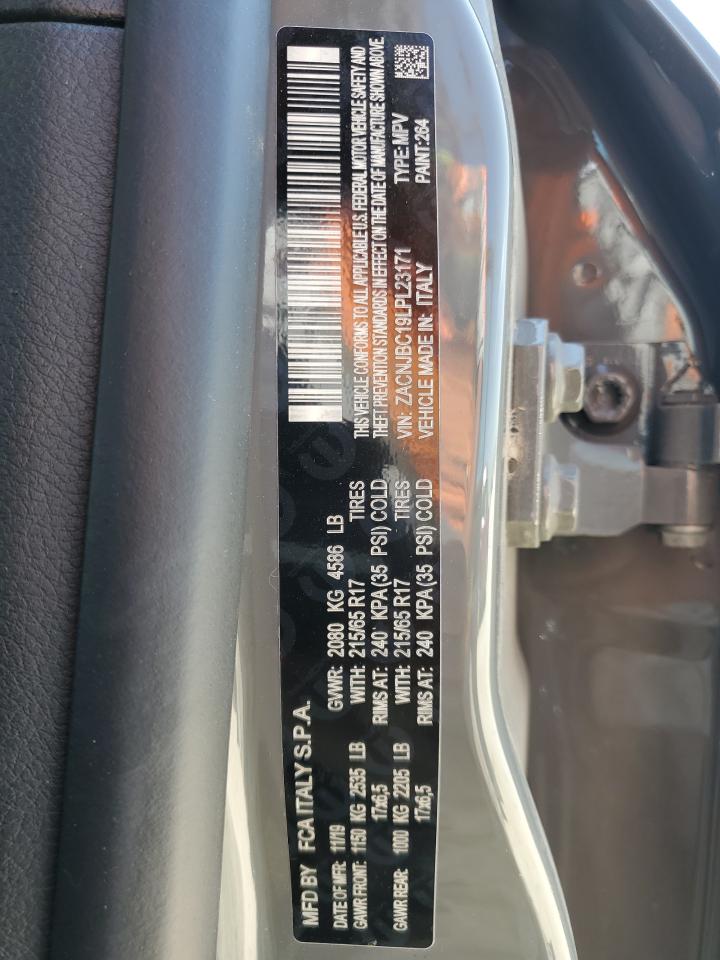 MFD BY FCA ITALY S.P.A.
DATE OF MFR: 11/19 GVWR: 2080 KG 4586 LB
GAWR FRONT: 1150 KG 2535 LB WITH: 215/65 R17 TIRES
17x6,5 RIMS AT: 240 KPA(35 PSI) COLD
GAWR REAR: 1000 KG 2205 LB WITH: 215/65 R17 TIRES
17x6,5 RIMS AT: 240 KPA(35 PSI) COLD
THIS VEHICLE CONFORMS TO ALL APPLICABLE U.S. FEDERAL MOTOR VEHICLE SAFETY AND
THEFT PREVENTION STANDARDS IN EFFECT ON THE DATE OF MANUFACTURE SHOWN ABOVE.
VIN: ZACNJBC19LPL23171 TYPE: MPV
VEHICLE MADE IN: ITALY PAINT:264